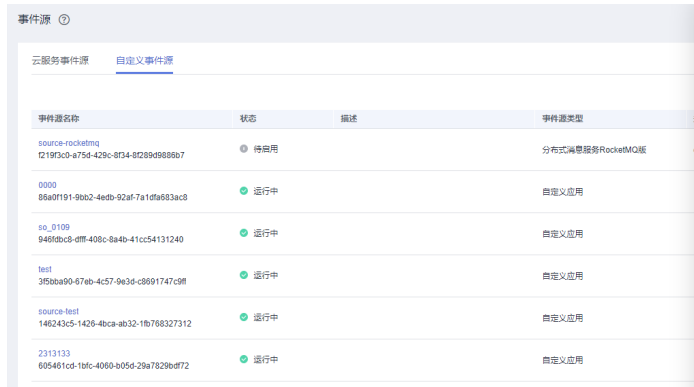 事件源 ?
云服务事件源 自定义事件源
事件源名称 状态 描述 事件源类型
source-rocketmq
f219f3c0-a75d-429c-8f34-8f289d9886b7
待启用
分布式消息服务RocketMQ版
0000
86a0f191-9bb2-4edb-92af-7a1dfa683ac8
运行中
自定义应用
so_0109
946fdbc8-dfff-408c-8a4b-41cc54131240
运行中
自定义应用
test
3f5bba90-67eb-4c57-9e3d-c8691747c9ff
运行中
自定义应用
source-test
146243c5-1426-4bca-ab32-1fb768327312
运行中
自定义应用
2313133
605461cd-1bfc-4060-b05d-29a7829bdf72
运行中
自定义应用